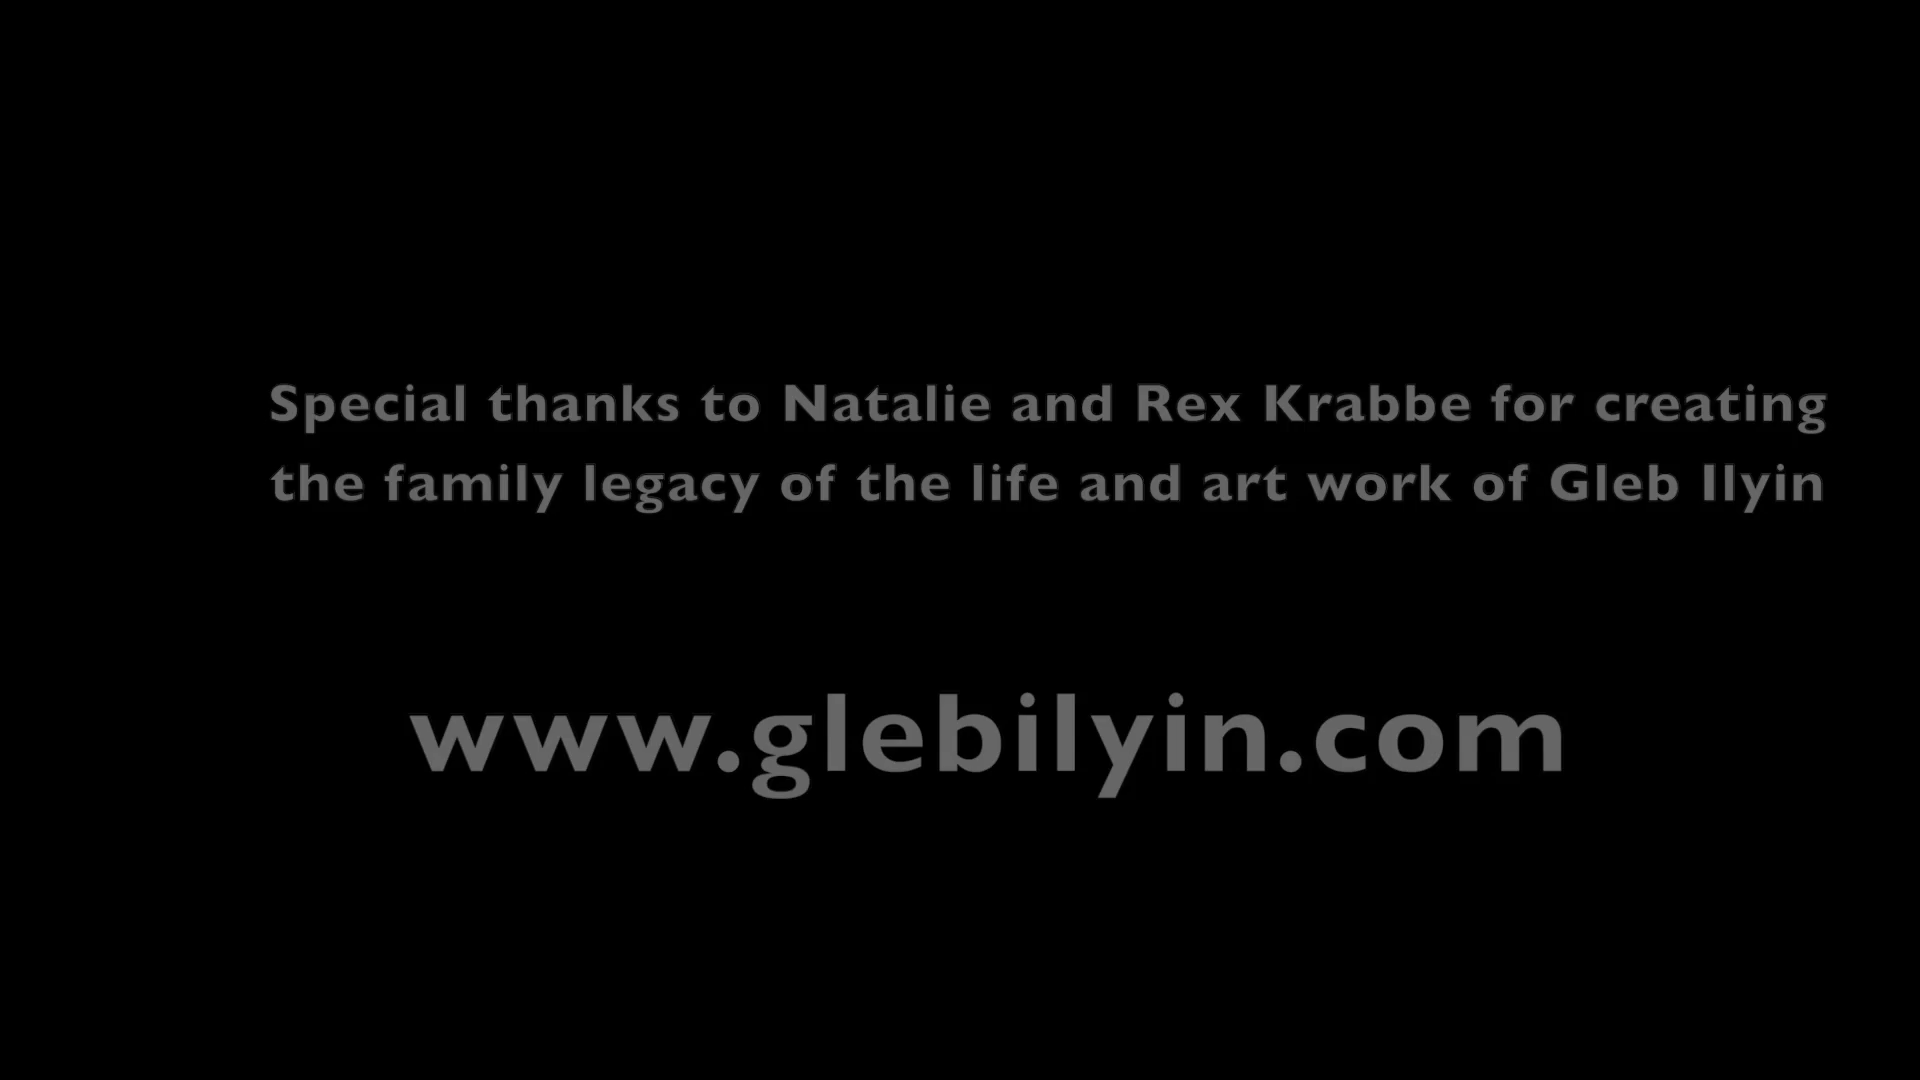 Special thanks to Natalie and Rex Krabbe for creating
the family legacy of the life and art work of Gleb Ilyin
www.glebilyin.com